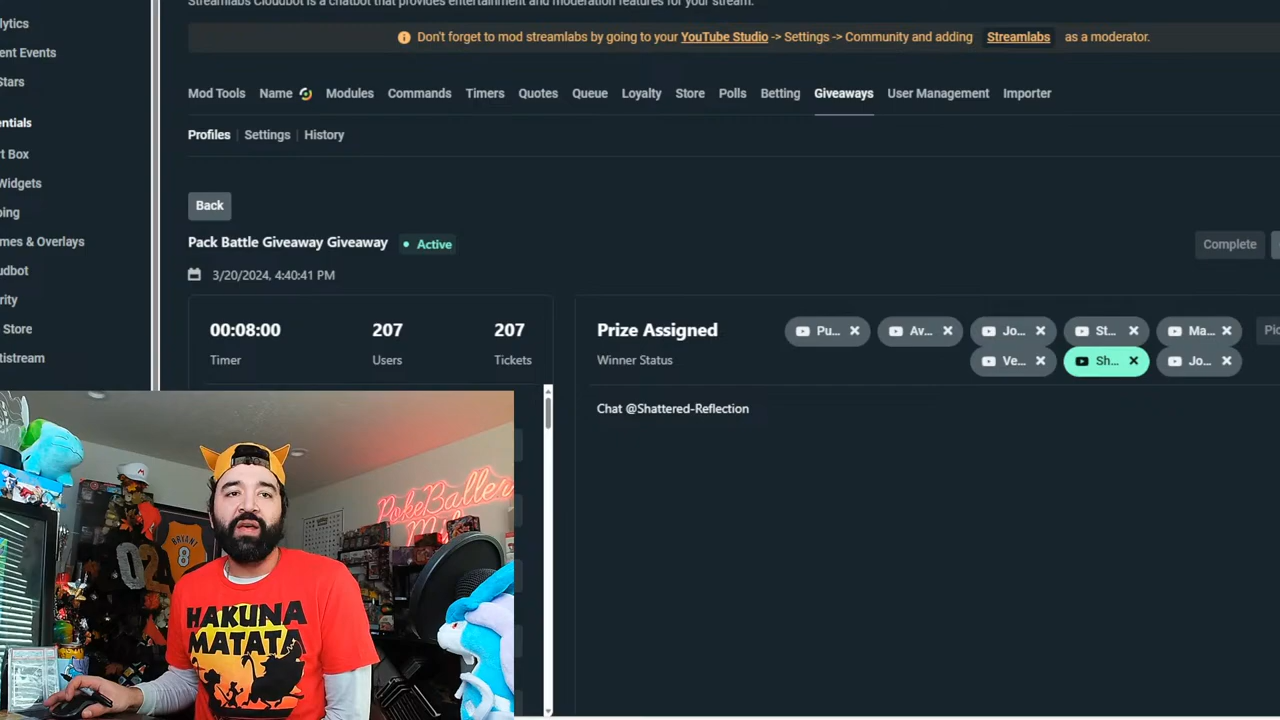 Streamlabs Cloudbot is a chatbot that provides entertainment and moderation features for your stream.
Don't forget to mod streamlabs by going to your YouTube Studio -> Settings -> Community and adding Streamlabs as a moderator.
lytics
ent Events
Stars
entials
t Box
Widgets
ping
mes & Overlays
udbot
rity
Store
tistream
Mod Tools Name Modules Commands Timers Quotes Queue Loyalty Store Polls Betting Giveaways User Management Importer
Profiles | Settings | History
Back
Pack Battle Giveaway Giveaway • Active
Complete
3/20/2024, 4:40:41 PM
00:08:00 207 207
Timer Users Tickets
Prize Assigned
Winner Status
Pu... Av... Jo... St... Ma...
Ve... Sh... Jo...
Pic
Chat @Shattered-Reflection
PokeBaller
BRYANT
8
HAKUNA
MATATA